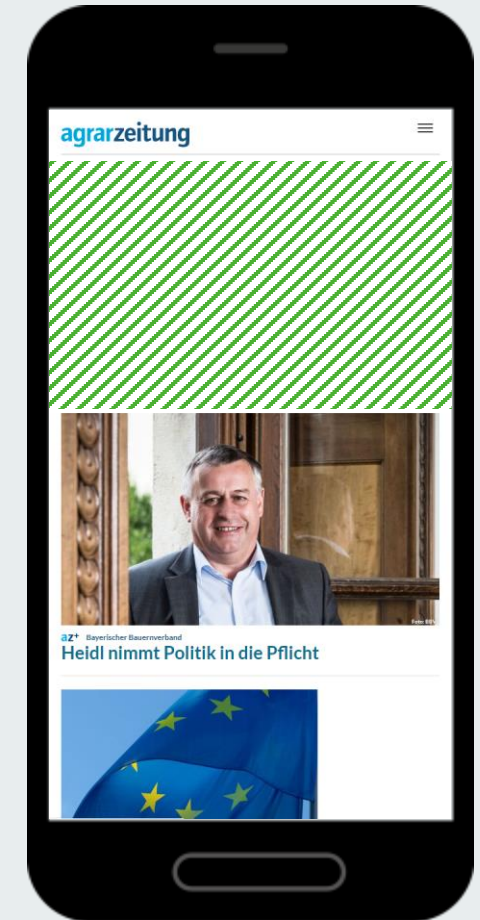 agrarzeitung
Foto: BBV
az+ Bayerischer Bauernverband
Heidl nimmt Politik in die Pflicht